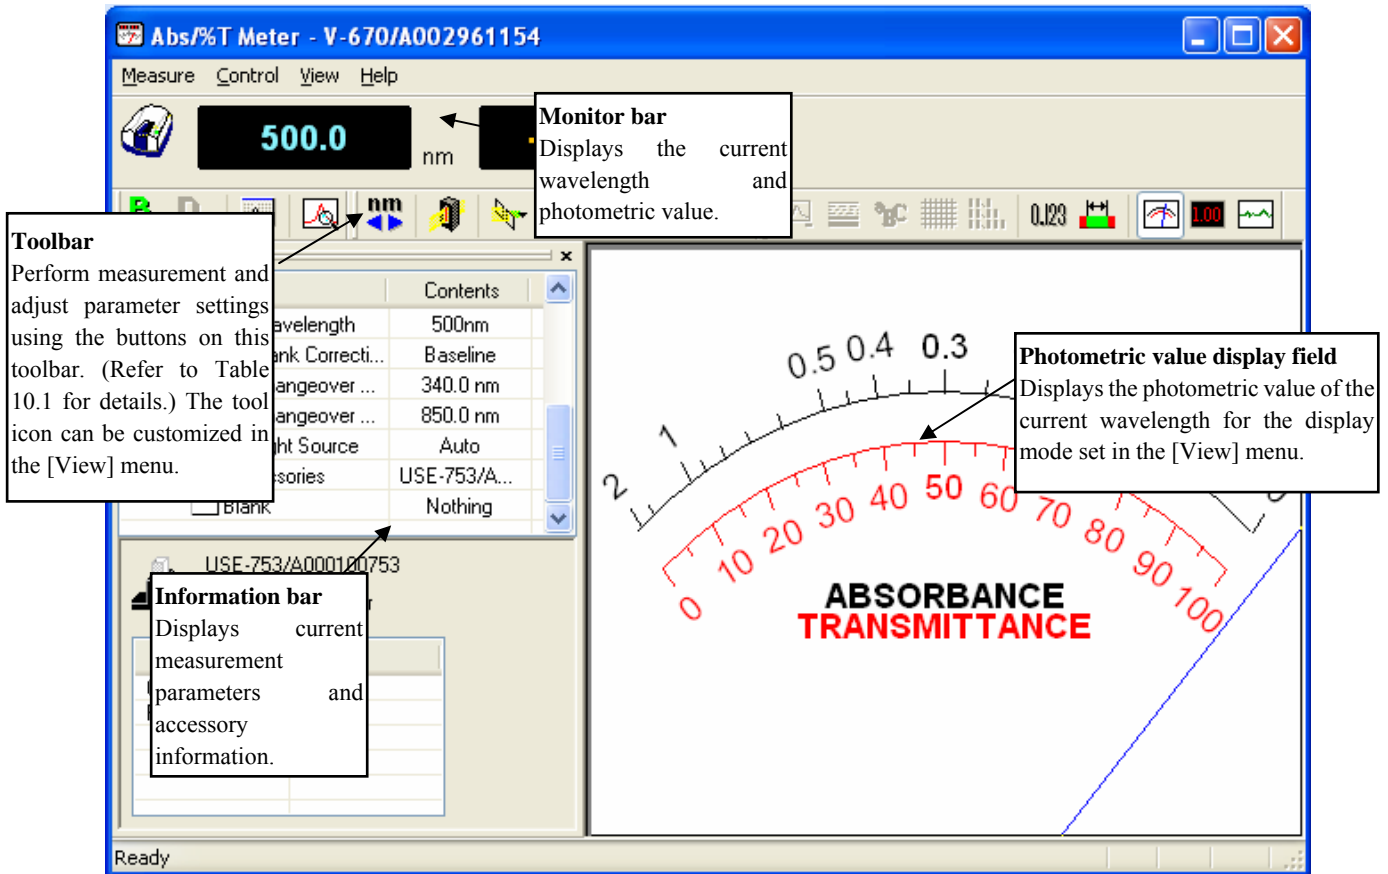 Abs/%T Meter - V-670/A002961154
Measure Control View Help
500.0
nm
Monitor bar
Displays the current
wavelength and
photometric value.
nm
0.123
1.00
Toolbar
Perform measurement and
adjust parameter settings
using the buttons on this
toolbar. (Refer to Table
10.1 for details.) The tool
icon can be customized in
the [View] menu.
Contents
avelength 500nm
ank Correcti... Baseline
angeover ... 340.0 nm
angeover ... 850.0 nm
ht Source Auto
sories USE-753/A...
Blank Nothing
USE-753/A000100753
Information bar
Displays current
measurement
parameters and
accessory
information.
2 1 0.5 0.4 0.3
Photometric value display field
Displays the photometric value of the
current wavelength for the display
mode set in the [View] menu.
0 10 20 30 40 50 60 70 80 90 100
ABSORBANCE
TRANSMITTANCE
Ready